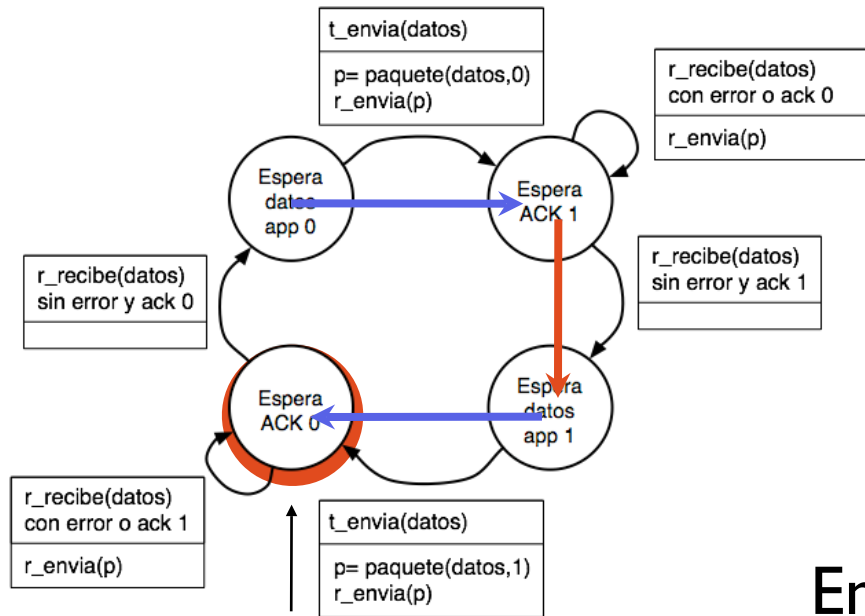 t_envia(datos)
p= paquete(datos,0)
r_envia(p)
r_recibe(datos)
con error o ack 0
r_envia(p)
Espera
datos
app 0
Espera
ACK 1
r_recibe(datos)
sin error y ack 0
r_recibe(datos)
sin error y ack 1
Espera
ACK 0
Espera
datos
app 1
r_recibe(datos)
con error o ack 1
r_envia(p)
t_envia(datos)
p= paquete(datos,1)
r_envia(p)